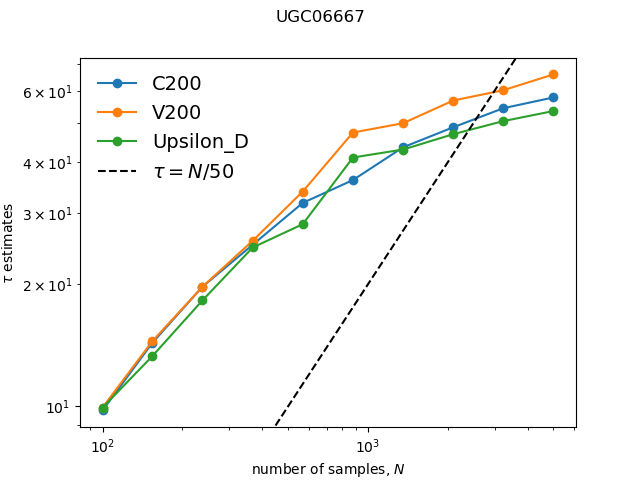 UGC06667
C200
V200
Upsilon_D
τ = N/50
6 × 10¹
4 × 10¹
3 × 10¹
2 × 10¹
10¹
τ estimates
10² 10³
number of samples, N